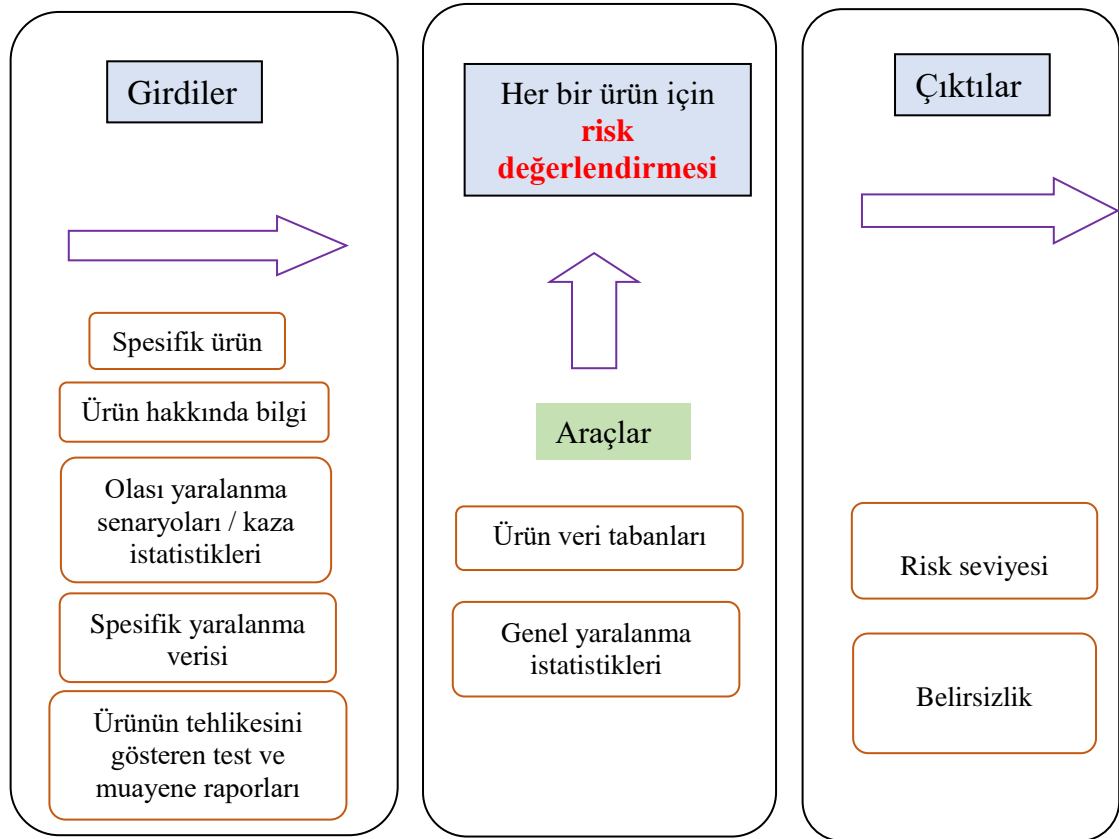 Girdiler
Spesifik ürün
Ürün hakkında bilgi
Olası yaralanma
senaryoları / kaza
istatistikleri
Spesifik yaralanma
verisi
Ürünün tehlikesini
gösteren test ve
muayene raporları
Her bir ürün için
risk
değerlendirmesi
Araçlar
Ürün veri tabanları
Genel yaralanma
istatistikleri
Çıktılar
Risk seviyesi
Belirsizlik